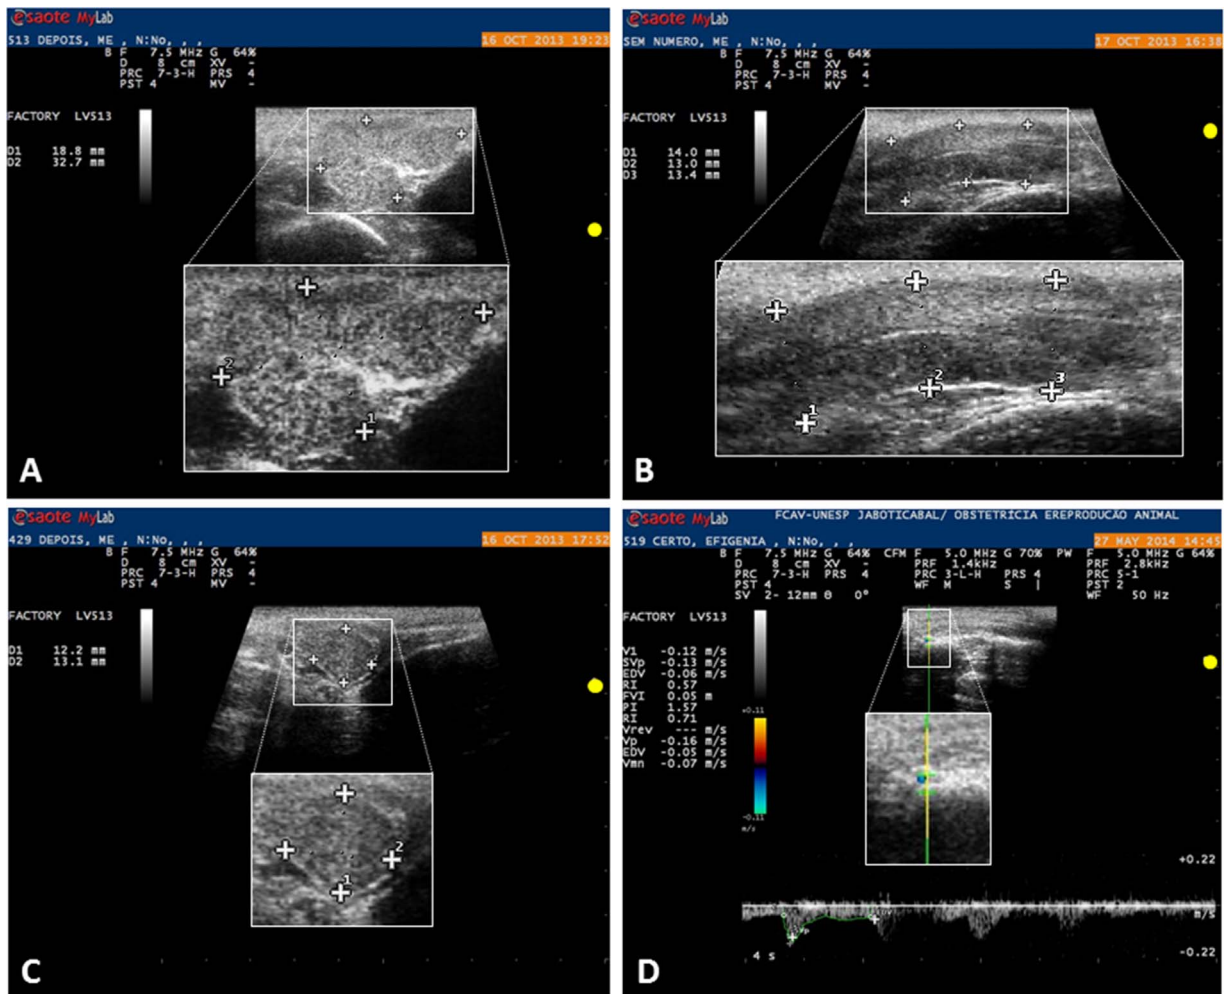 esaote MyLab
513 DEPOIS, ME , N:No, , ,
16 OCT 2013 19:23
B F 7.5 MHz G 64%
D 8 cm XV -
PRC 7-3-H PRS 4
PST 4 MV -
FACTORY LV513
D1 18.8 mm
D2 32.7 mm
2
1
A
esaote MyLab
SEM NUMERO, ME , N:No, , ,
17 OCT 2013 16:38
B F 7.5 MHz G 64%
D 8 cm XV -
PRC 7-3-H PRS 4
PST 4 MV -
FACTORY LV513
D1 14.0 mm
D2 13.0 mm
D3 13.4 mm
2
3
1
B
esaote MyLab
429 DEPOIS, ME , N:No, , ,
16 OCT 2013 17:52
B F 7.5 MHz G 64%
D 8 cm XV -
PRC 7-3-H PRS 4
PST 4 MV -
FACTORY LV513
D1 12.2 mm
D2 13.1 mm
2
1
C
esaote MyLab
FCAV-UNESP JABOTICABAL/ OBSTETRÍCIA EREPRODUCÃO ANIMAL
519 CERTO, EFIGENIA , N:No, , ,
27 MAY 2014 14:45
B F 7.5 MHz G 64% CFM F 5.0 MHz G 70% PW F 5.0 MHz G 64%
D 8 cm XV - PRF 1.4kHz PRF 2.8kHz
PRC 7-3-H PRS 4 PRC 3-L-H PRS 4 PRC 5-1
PST 4 WF M S | PST 2
SV 2- 12mm Θ 0° WF 50 Hz
FACTORY LV513
V1 -0.12 m/s
SVp -0.13 m/s
EDV -0.06 m/s
RI 0.57
FVI 0.05 m
PI 1.57
RI 0.71
Vrev --- m/s
Vp -0.16 m/s
EDV -0.05 m/s
Vmn -0.07 m/s
+0.11
-0.11
m/s
+0.22
m/s
-0.22
4 s
D